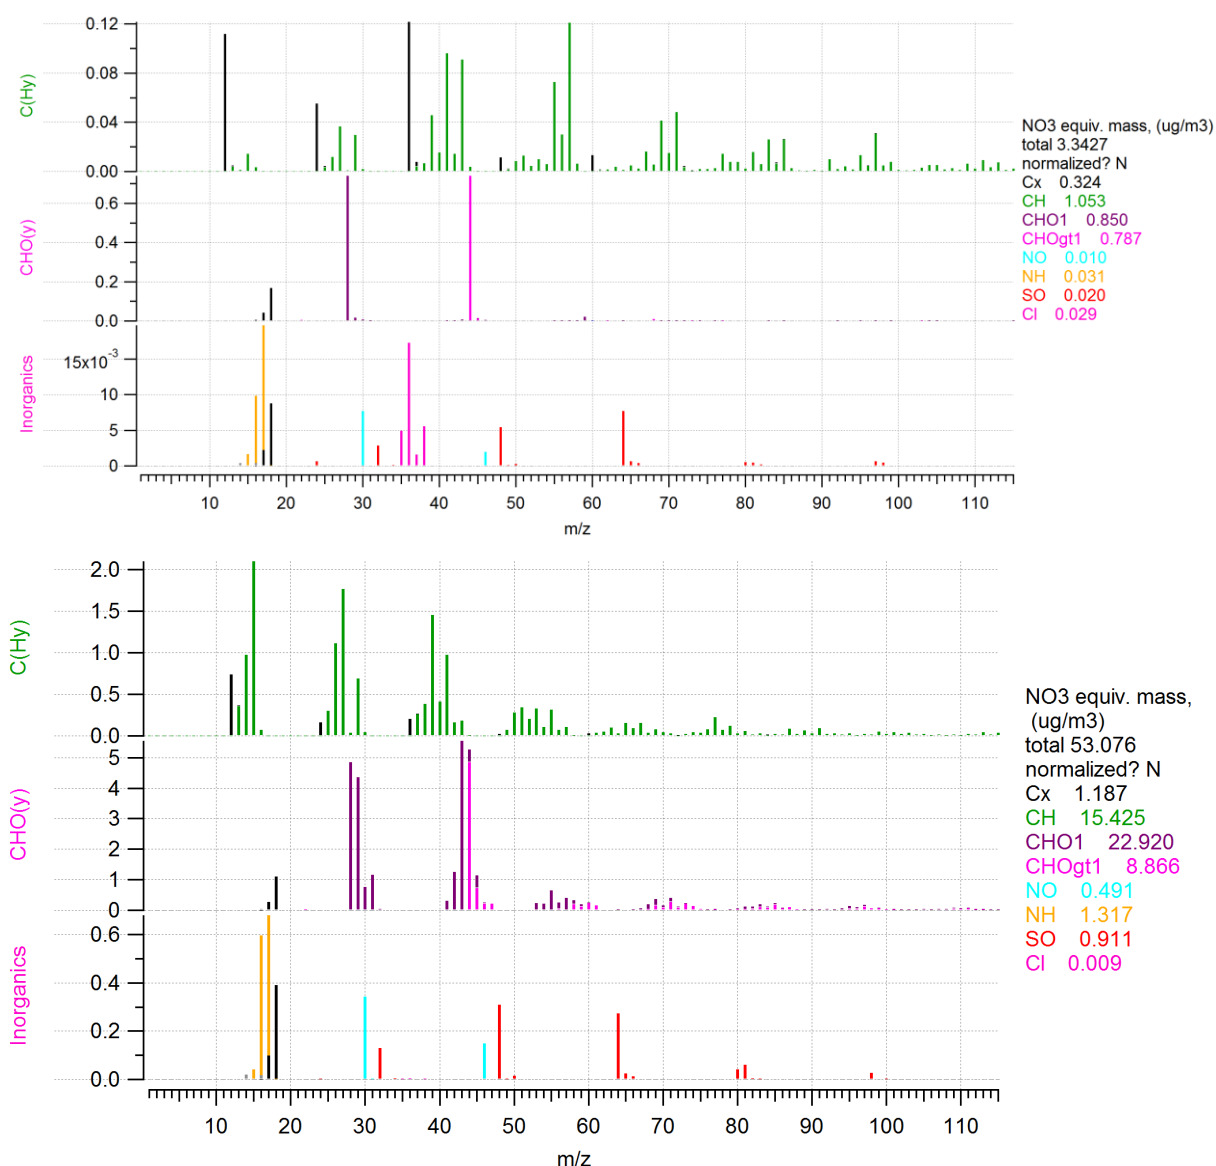 0.12
0.08
0.04
0.00
C(Hy)
0.6
0.4
0.2
0.0
CHO(y)
15x10-3
10
5
0
Inorganics
10 20 30 40 50 60 70 80 90 100 110
m/z
NO3 equiv. mass, (ug/m3)
total 3.3427
normalized? N
Cx 0.324
CH 1.053
CHO1 0.850
CHOgt1 0.787
NO 0.010
NH 0.031
SO 0.020
Cl 0.029
2.0
1.5
1.0
0.5
0.0
C(Hy)
5
4
3
2
1
0
CHO(y)
0.6
0.4
0.2
0.0
Inorganics
10 20 30 40 50 60 70 80 90 100 110
m/z
NO3 equiv. mass,
(ug/m3)
total 53.076
normalized? N
Cx 1.187
CH 15.425
CHO1 22.920
CHOgt1 8.866
NO 0.491
NH 1.317
SO 0.911
Cl 0.009